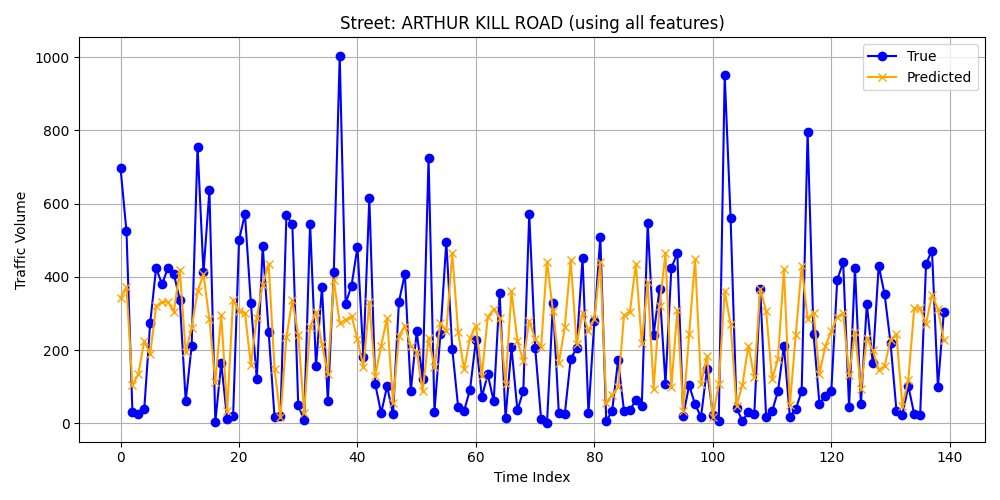 Street: ARTHUR KILL ROAD (using all features)
True
Predicted
Traffic Volume
1000
800
600
400
200
0
0 20 40 60 80 100 120 140
Time Index